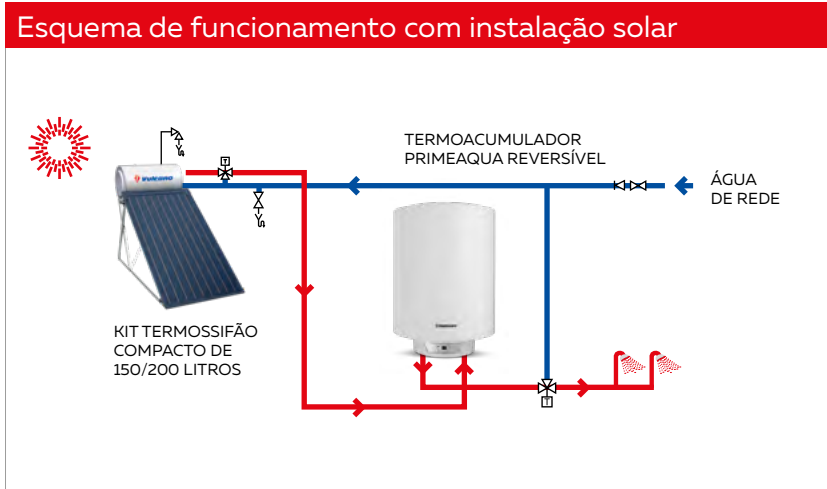 Esquema de funcionamento com instalação solar
TERMOACUMULADOR
PRIMEAQUA REVERSÍVEL
ÁGUA
DE REDE
T
Vulcano
KIT TERMOSSIFÃO
COMPACTO DE
150/200 LITROS
T